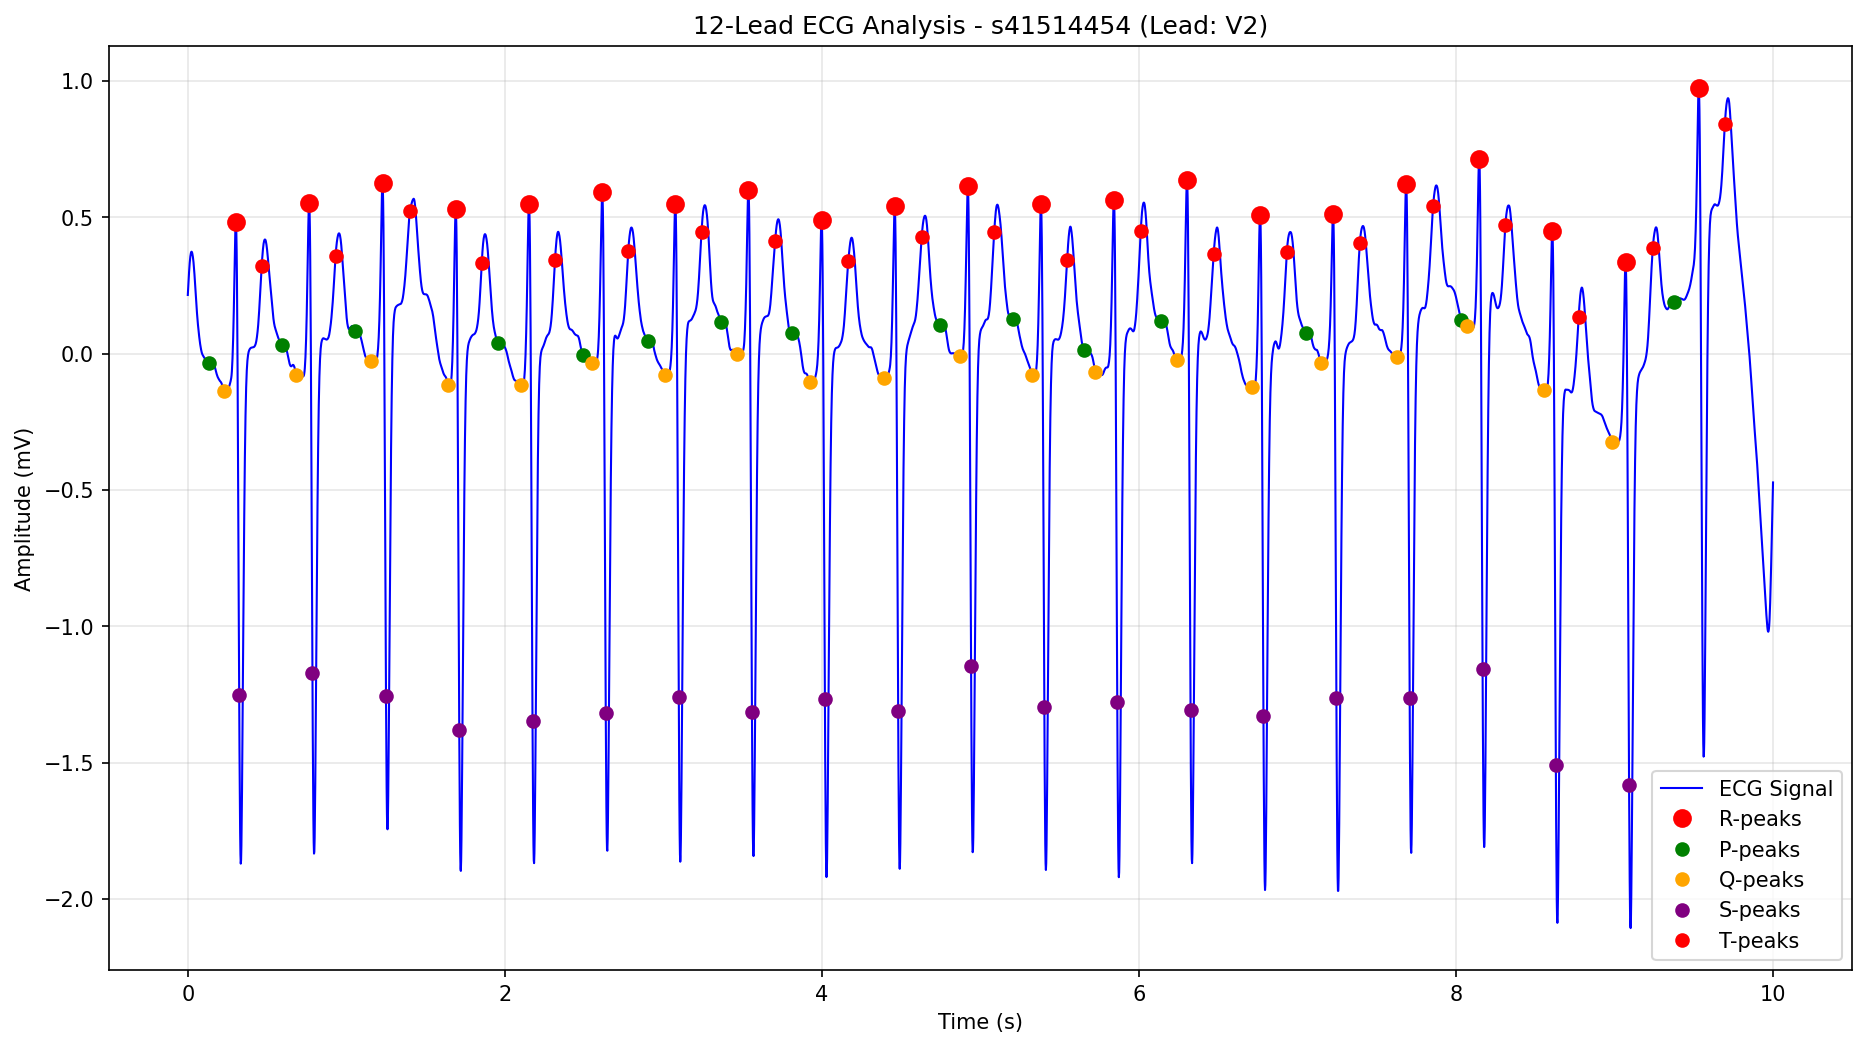 12-Lead ECG Analysis - s41514454 (Lead: V2)
Amplitude (mV)
1.0
0.5
0.0
−0.5
−1.0
−1.5
−2.0
0
2
4
6
8
10
Time (s)
ECG Signal
R-peaks
P-peaks
Q-peaks
S-peaks
T-peaks